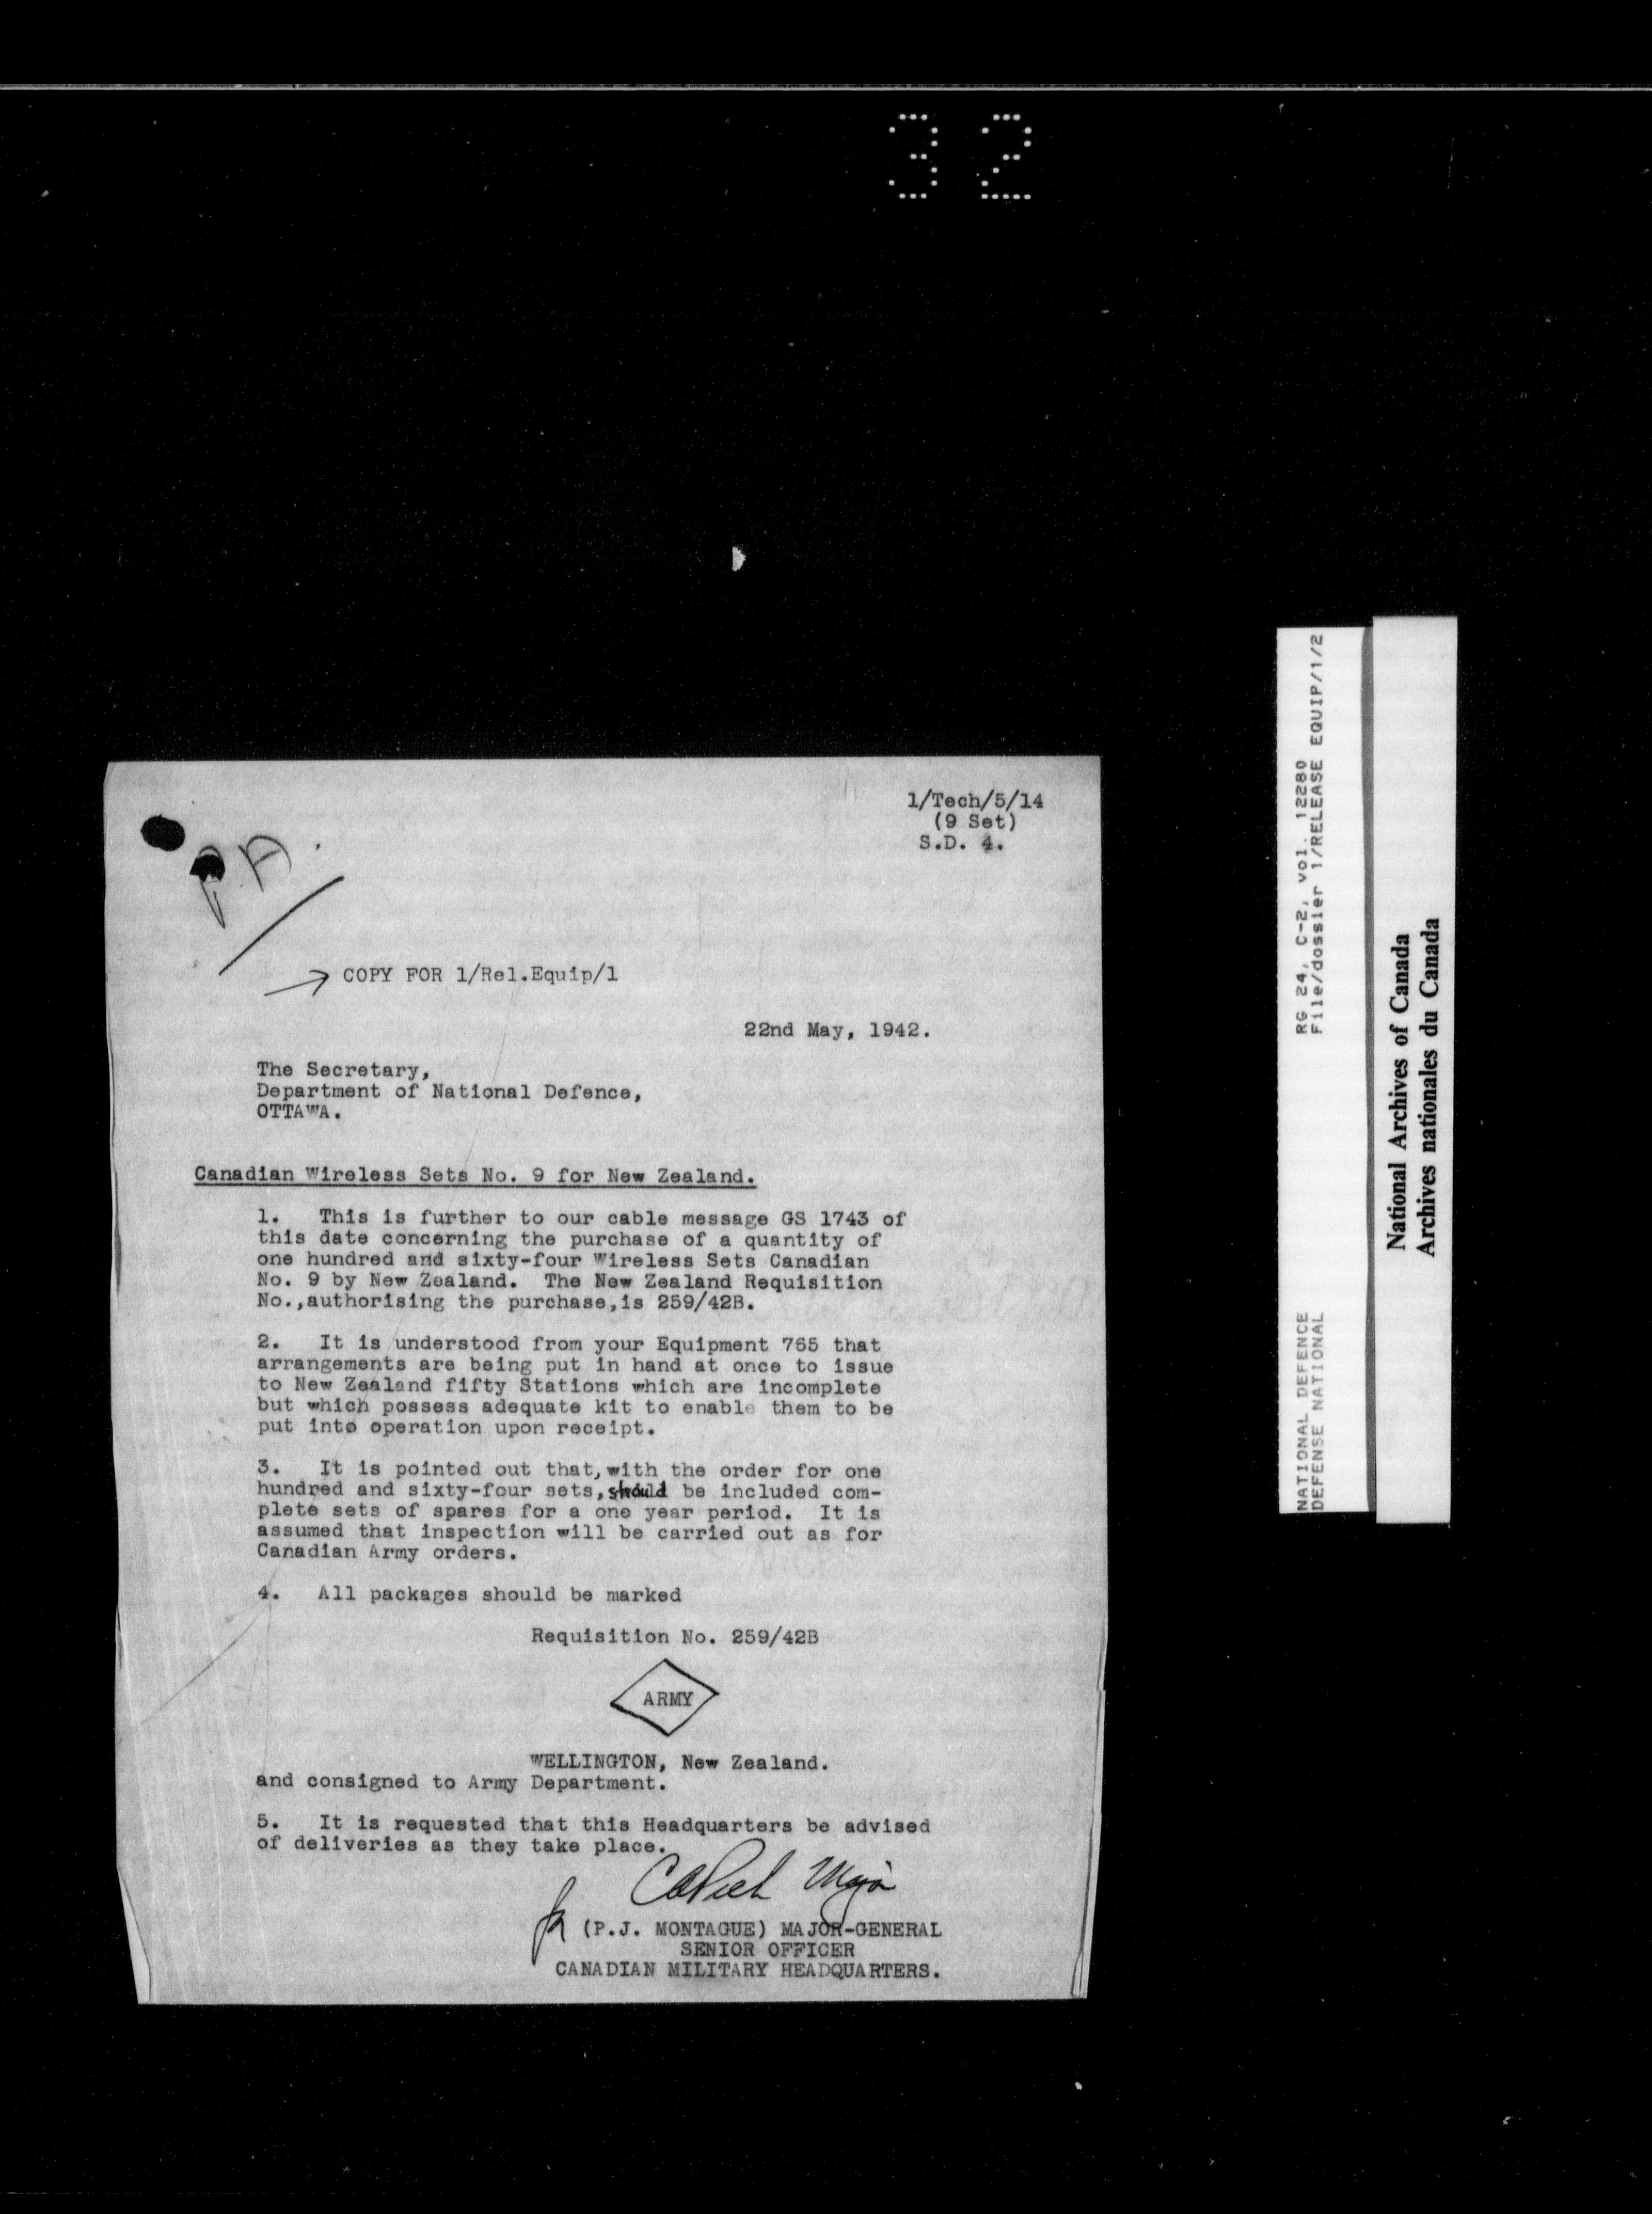 32
1/Tech/5/14
(9 Set)
S.D. 4.
P.A.
COPY FOR 1/Rel.Equip/1
22nd May, 1942.
The Secretary,
Department of National Defence,
OTTAWA.
Canadian Wireless Sets No. 9 for New Zealand.
1. This is further to our cable message GS 1743 of
this date concerning the purchase of a quantity of
one hundred and sixty-four Wireless Sets Canadian
No. 9 by New Zealand. The New Zealand Requisition
No.,authorising the purchase,is 259/42B.
2. It is understood from your Equipment 765 that
arrangements are being put in hand at once to issue
to New Zealand fifty Stations which are incomplete
but which possess adequate kit to enable them to be
put into operation upon receipt.
3. It is pointed out that,with the order for one
hundred and sixty-four sets,should be included com-
plete sets of spares for a one year period. It is
assumed that inspection will be carried out as for
Canadian Army orders.
4. All packages should be marked
Requisition No. 259/42B
ARMY
WELLINGTON, New Zealand.
and consigned to Army Department.
5. It is requested that this Headquarters be advised
of deliveries as they take place.
Major
for (P.J. MONTAGUE) MAJOR-GENERAL
SENIOR OFFICER
CANADIAN MILITARY HEADQUARTERS.
NATIONAL DEFENCE RG 24, C-2, vol. 12280
DEFENSE NATIONAL File/dossier 1/RELEASE EQUIP/1/2
National Archives of Canada
Archives nationales du Canada